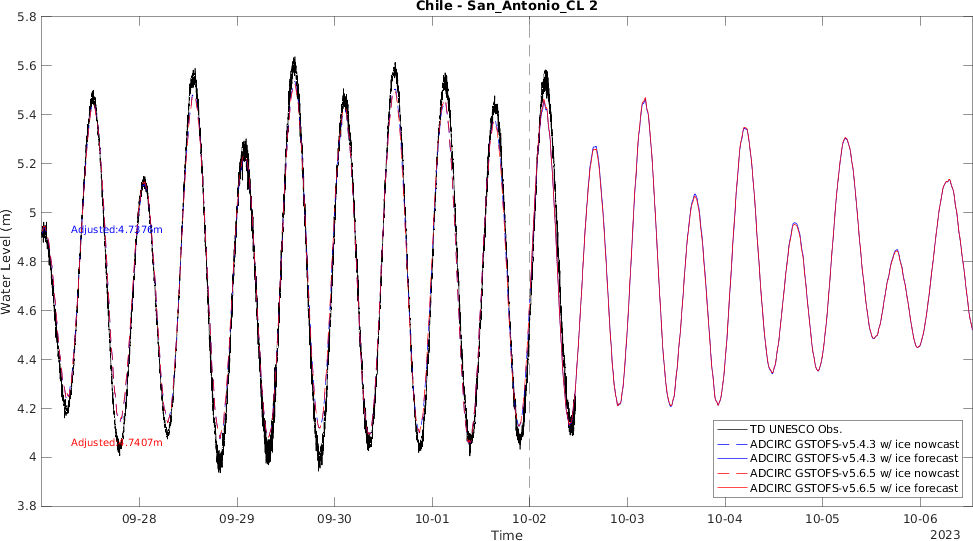 Chile - San_Antonio_CL 2
5.8
5.6
5.4
5.2
5
4.8
4.6
4.4
4.2
4
3.8
Water Level (m)
Adjusted:4.7376m
Adjusted:4.7407m
TD UNESCO Obs.
ADCIRC GSTOFS-v5.4.3 w/ ice nowcast
ADCIRC GSTOFS-v5.4.3 w/ ice forecast
ADCIRC GSTOFS-v5.6.5 w/ ice nowcast
ADCIRC GSTOFS-v5.6.5 w/ ice forecast
09-28 09-29 09-30 10-01 10-02 10-03 10-04 10-05 10-06
Time
2023